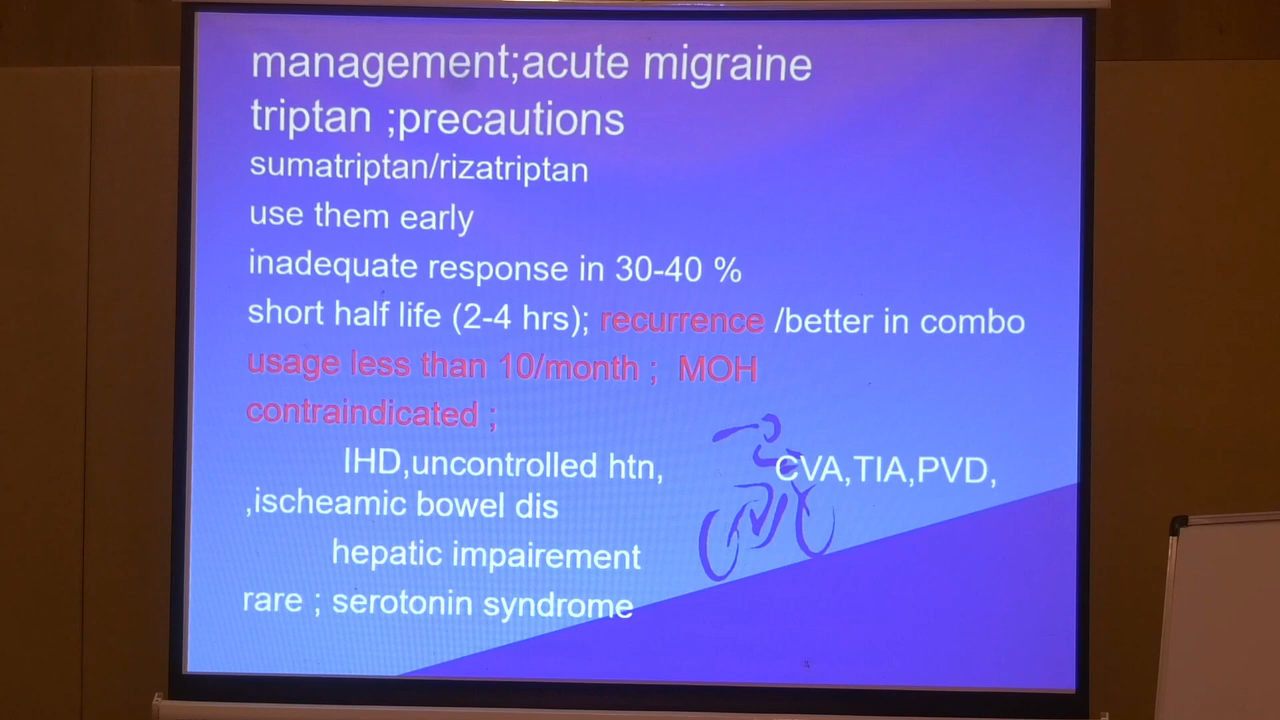 management;acute migraine
triptan ;precautions
sumatriptan/rizatriptan
use them early
inadequate response in 30-40 %
short half life (2-4 hrs); recurrence /better in combo
usage less than 10/month ; MOH
contraindicated ;
IHD,uncontrolled htn, CVA,TIA,PVD,
,ischeamic bowel dis
hepatic impairement
rare ; serotonin syndrome